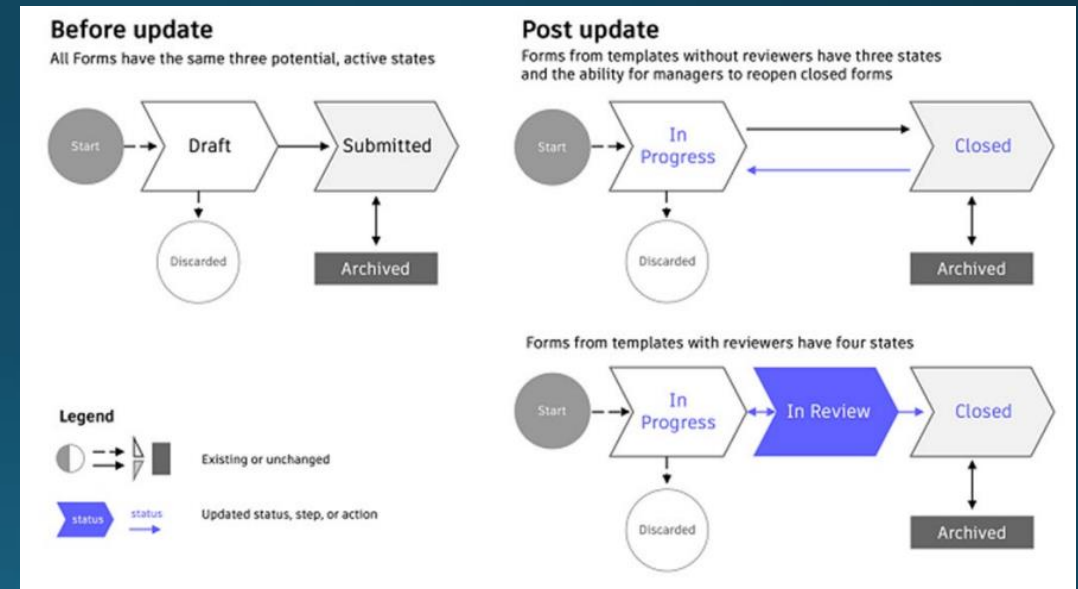 Before update
All Forms have the same three potential, active states
Start
Draft
Submitted
Discarded
Archived
Post update
Forms from templates without reviewers have three states
and the ability for managers to reopen closed forms
Start
In
Progress
Closed
Discarded
Archived
Forms from templates with reviewers have four states
Start
In
Progress
In Review
Closed
Discarded
Archived
Legend
Existing or unchanged
status
status
Updated status, step, or action